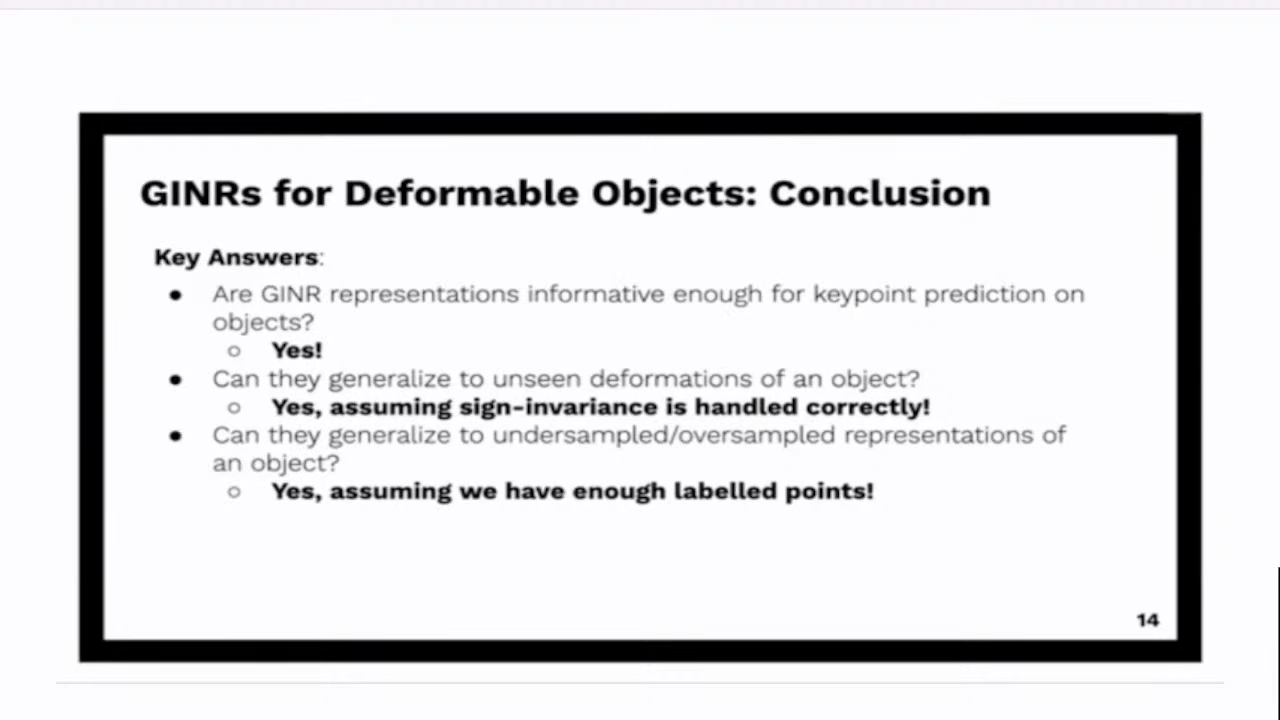 GINRs for Deformable Objects: Conclusion
Key Answers:
● Are GINR representations informative enough for keypoint prediction on
objects?
○ Yes!
● Can they generalize to unseen deformations of an object?
○ Yes, assuming sign-invariance is handled correctly!
● Can they generalize to undersampled/oversampled representations of
an object?
○ Yes, assuming we have enough labelled points!
14